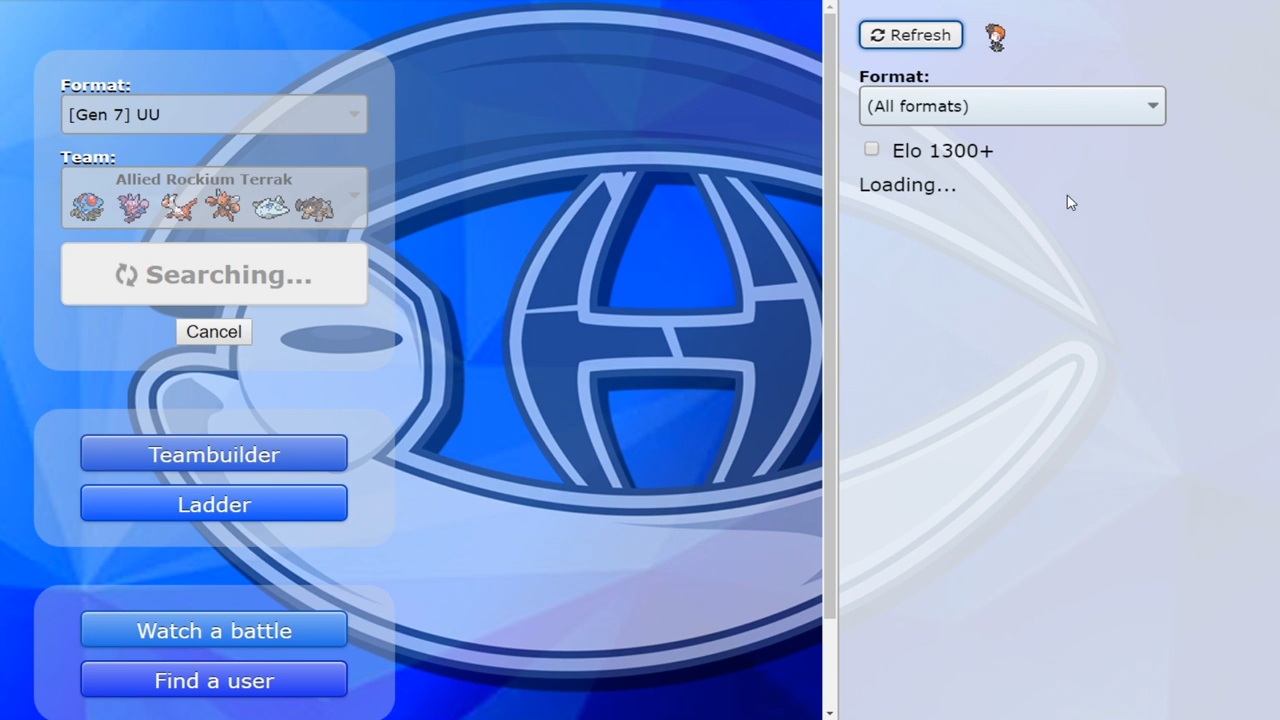 Format:
[Gen 7] UU
Team:
Allied Rockium Terrak
Searching...
Cancel
Teambuilder
Ladder
Watch a battle
Find a user
Refresh
Format:
(All formats)
Elo 1300+
Loading...